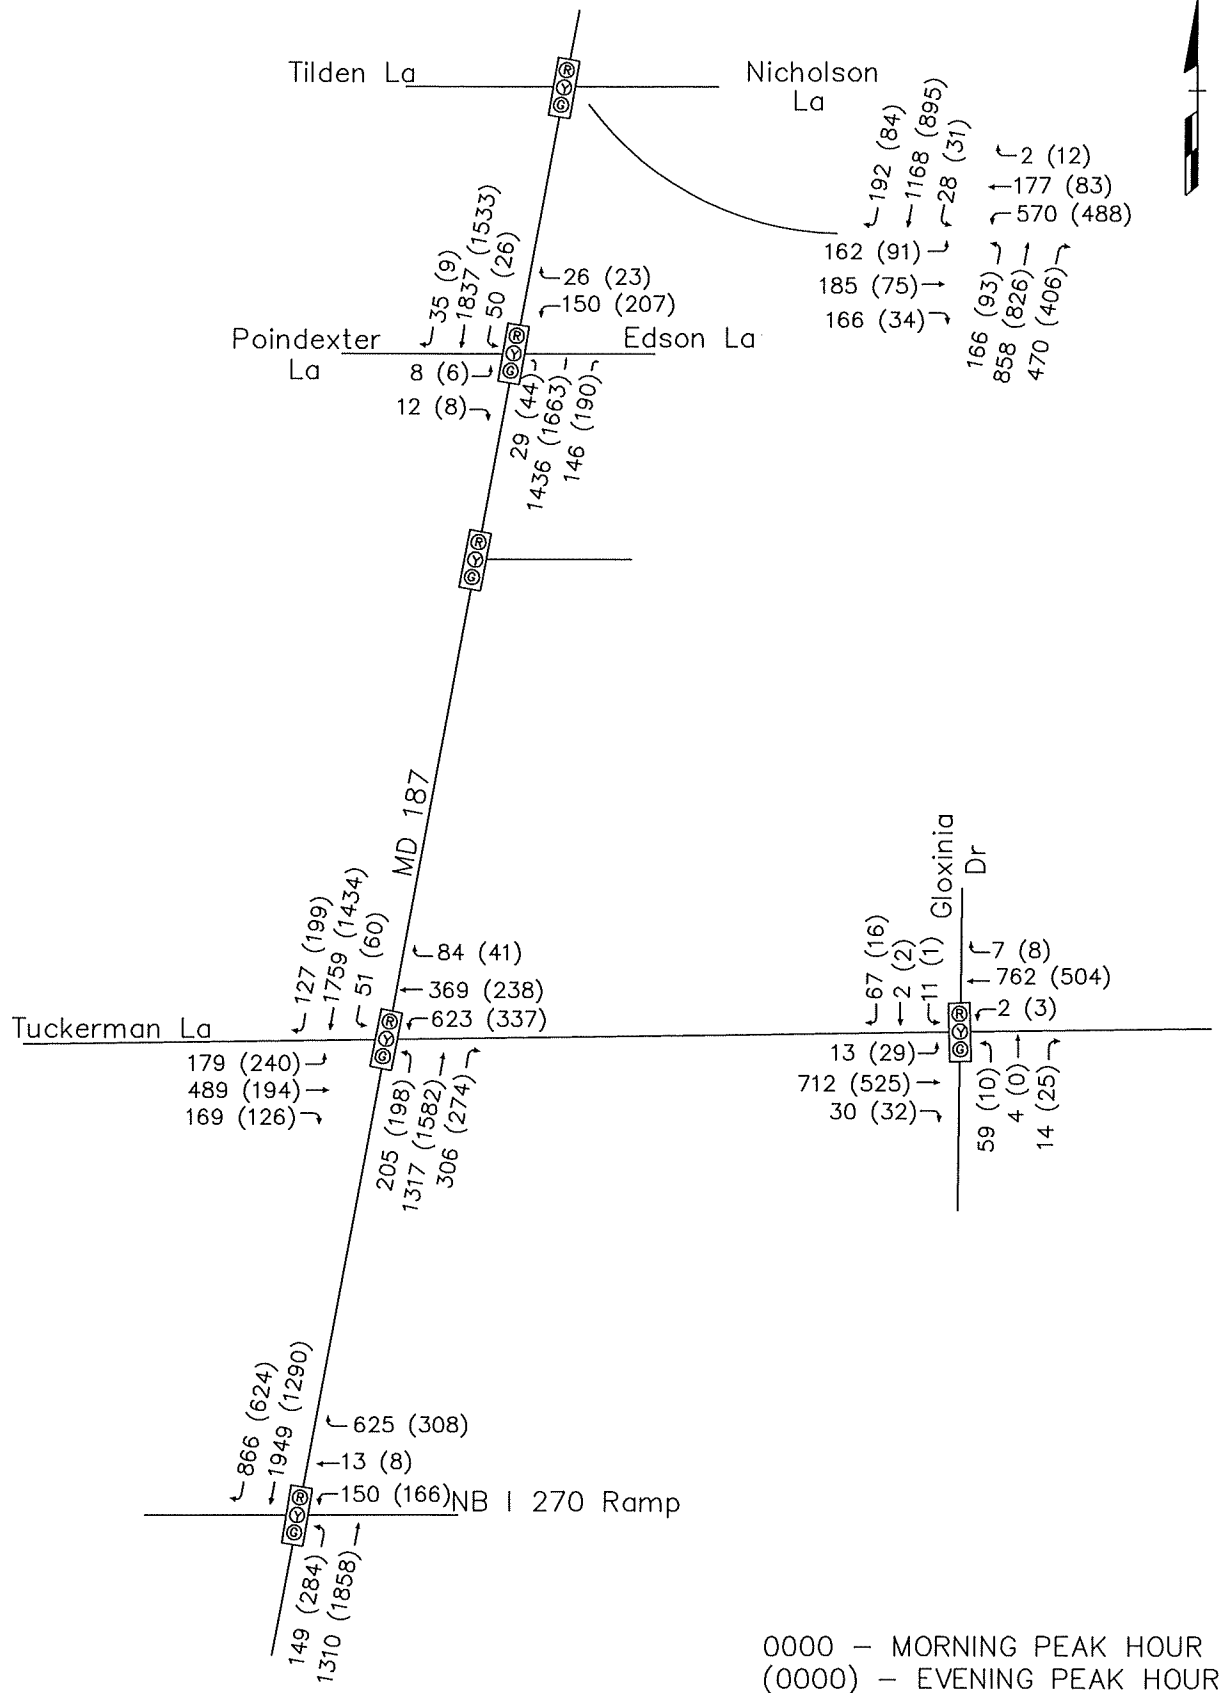 Tilden La
Nicholson
La
192 (84)
1168 (895)
28 (31)
2 (12)
177 (83)
570 (488)
162 (91)
185 (75)
166 (34)
166 (93)
858 (826)
470 (406)
35 (9)
1837 (1533)
50 (26)
26 (23)
150 (207)
Poindexter
La
R
Y
G
Edson La
8 (6)
12 (8)
29 (44)
1436 (1663)
146 (190)
R
Y
G
R
Y
G
MD 187
127 (199)
1759 (1434)
51 (60)
84 (41)
369 (238)
623 (337)
Tuckerman La
R
Y
G
179 (240)
489 (194)
169 (126)
205 (198)
1317 (1582)
306 (274)
Gloxinia
Dr
67 (16)
2 (2)
11 (1)
7 (8)
762 (504)
2 (3)
R
Y
G
13 (29)
712 (525)
30 (32)
59 (10)
4 (0)
14 (25)
866 (624)
1949 (1290)
625 (308)
13 (8)
150 (166)
NB I 270 Ramp
R
Y
G
149 (284)
1310 (1858)
0000 – MORNING PEAK HOUR
(0000) – EVENING PEAK HOUR